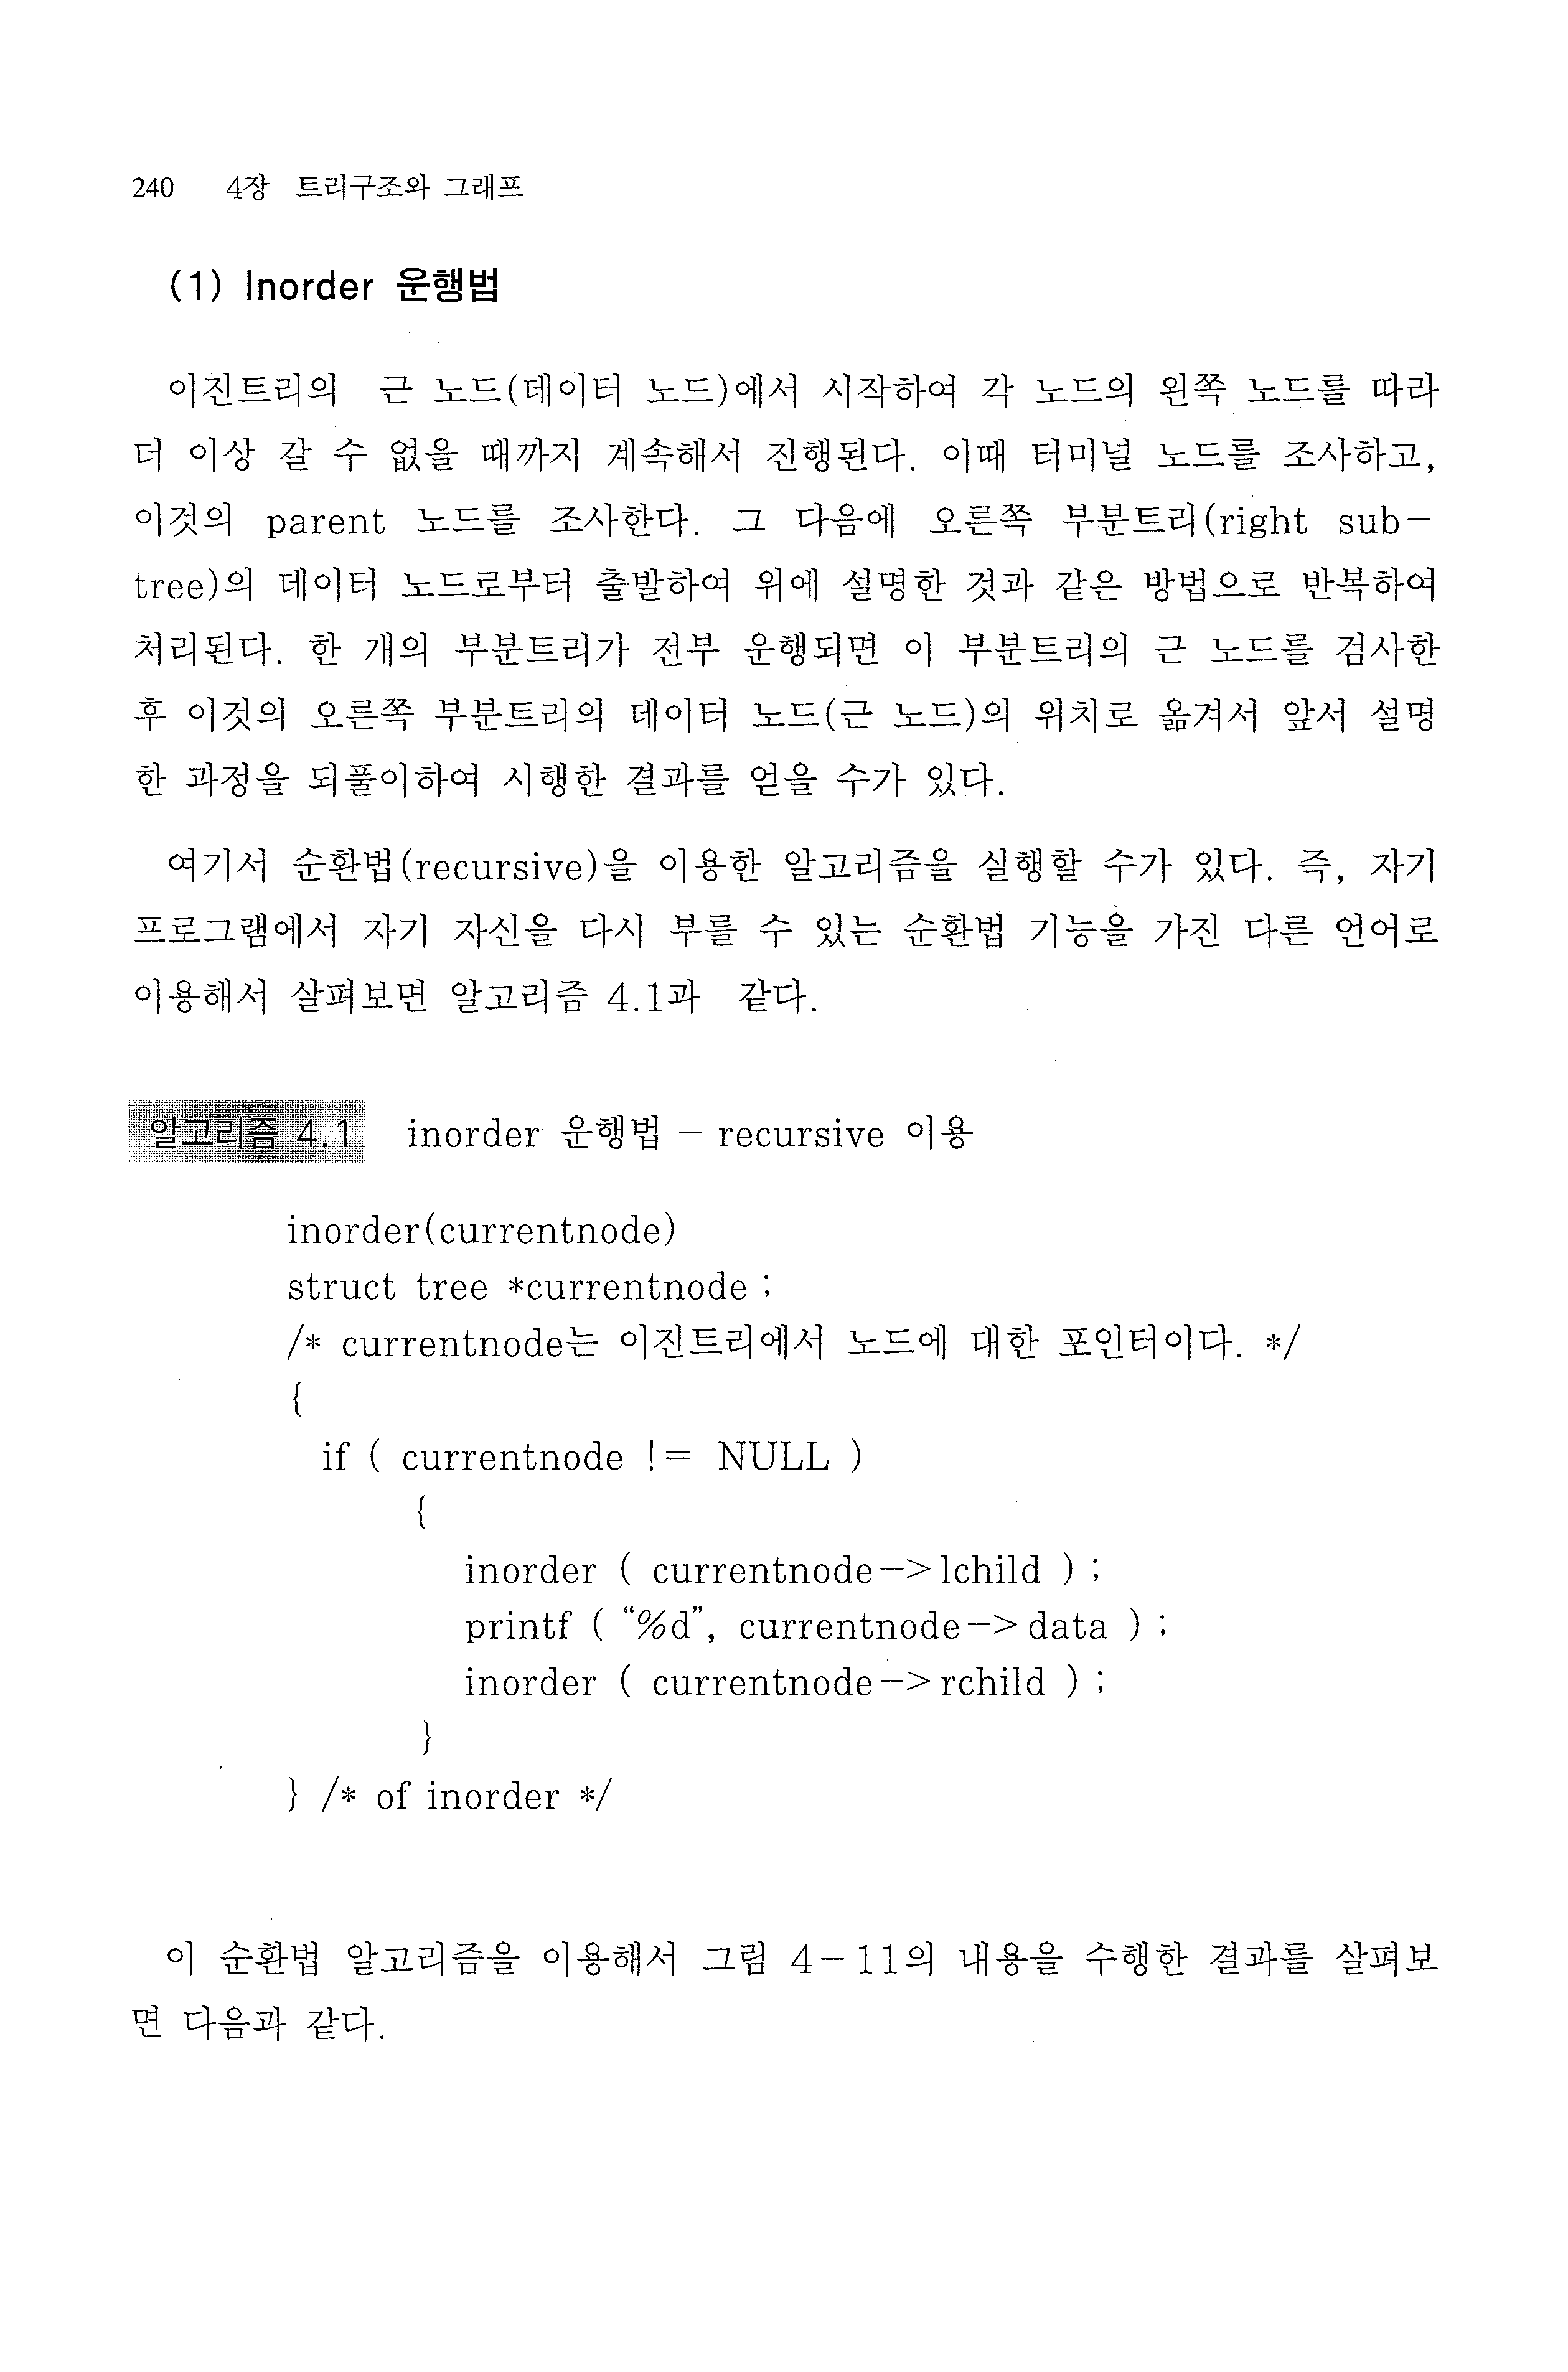 240 4장 트리구조와 그래프
(1) Inorder 운행법
이진트리의 근 노드(데이터 노드)에서 시작하여 각 노드의 왼쪽 노드를 따라
더 이상 갈 수 없을 때까지 계속해서 진행된다. 이때 터미널 노드를 조사하고,
이것의 parent 노드를 조사한다. 그 다음에 오른쪽 부분트리(right sub-
tree)의 데이터 노드로부터 출발하여 위에 설명한 것과 같은 방법으로 반복하여
처리된다. 한 개의 부분트리가 전부 운행되면 이 부분트리의 근 노드를 검사한
후 이것의 오른쪽 부분트리의 데이터 노드(근 노드)의 위치로 옮겨서 앞서 설명
한 과정을 되풀이하여 시행한 결과를 얻을 수가 있다.
여기서 순환법(recursive)을 이용한 알고리즘을 실행할 수가 있다. 즉, 자기
프로그램에서 자기 자신을 다시 부를 수 있는 순환법 기능을 가진 다른 언어로
이용해서 살펴보면 알고리즘 4.1과 같다.
알고리즘 4.1 inorder 운행법 - recursive 이용
inorder(currentnode)
struct tree *currentnode ;
/* currentnode는 이진트리에서 노드에 대한 포인터이다. */
{
if ( currentnode != NULL )
{
inorder ( currentnode->lchild ) ;
printf ( “%d”, currentnode->data ) ;
inorder ( currentnode->rchild ) ;
}
} /* of inorder */
이 순환법 알고리즘을 이용해서 그림 4-11의 내용을 수행한 결과를 살펴보
면 다음과 같다.